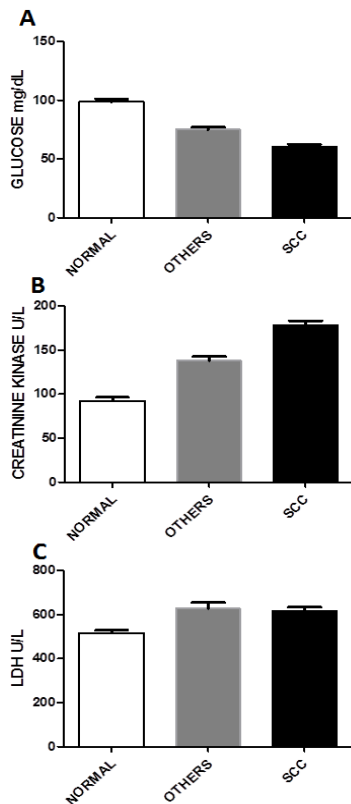 A
GLUCOSE mg/dL
150
100
50
0
NORMAL
OTHERS
SCC
B
CREATININE KINASE U/L
200
150
100
50
0
NORMAL
OTHERS
SCC
C
LDH U/L
800
600
400
200
0
NORMAL
OTHERS
SCC